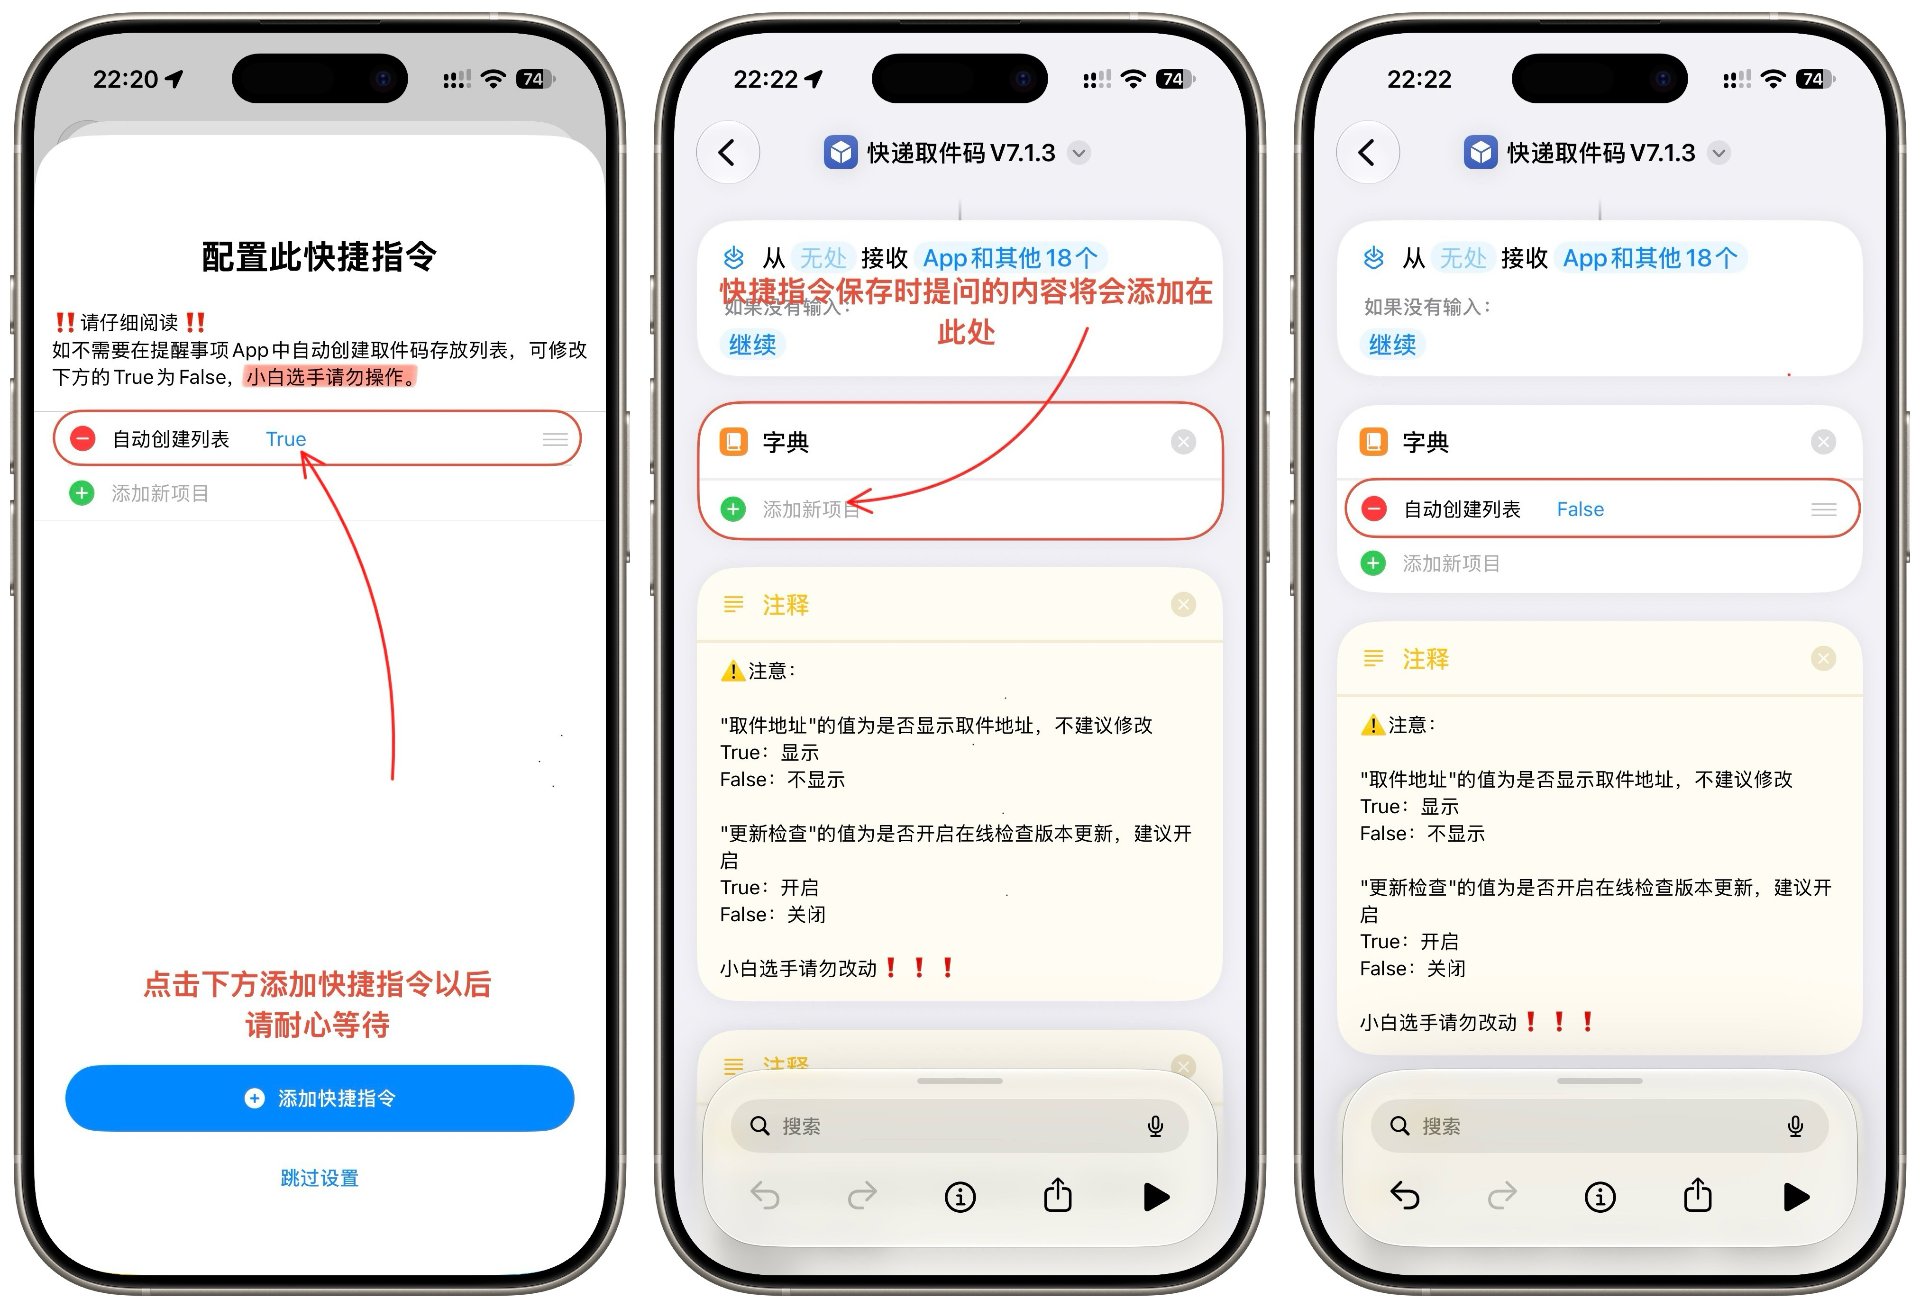 22:20
74
配置此快捷指令
‼️请仔细阅读‼️
如不需要在提醒事项App中自动创建取件码存放列表，可修改
下方的True为False，小白选手请勿操作。
自动创建列表 True
添加新项目
点击下方添加快捷指令以后
请耐心等待
添加快捷指令
跳过设置
22:22
74
快递取件码V7.1.3
从 无处 接收 App和其他18个
快捷指令保存时提问的内容将会添加在
此处
如果没有输入：
继续
字典
添加新项目
注释
⚠️注意：
"取件地址"的值为是否显示取件地址，不建议修改
True：显示
False：不显示
"更新检查"的值为是否开启在线检查版本更新，建议开
启
True：开启
False：关闭
小白选手请勿改动❗❗❗
注释
搜索
22:22
74
快递取件码V7.1.3
从 无处 接收 App和其他18个
如果没有输入：
继续
字典
自动创建列表 False
添加新项目
注释
⚠️注意：
"取件地址"的值为是否显示取件地址，不建议修改
True：显示
False：不显示
"更新检查"的值为是否开启在线检查版本更新，建议开
启
True：开启
False：关闭
小白选手请勿改动❗❗❗
搜索